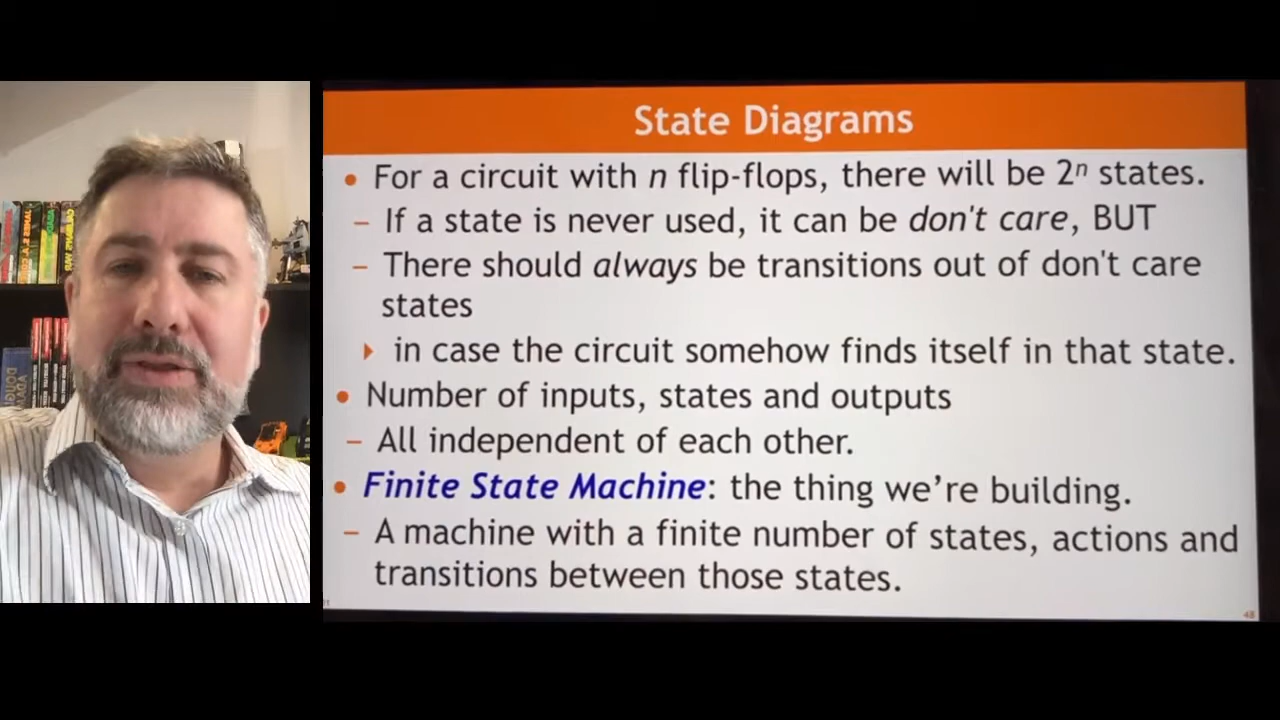 State Diagrams
• For a circuit with n flip-flops, there will be 2ⁿ states.
– If a state is never used, it can be don't care, BUT
– There should always be transitions out of don't care
states
▸ in case the circuit somehow finds itself in that state.
• Number of inputs, states and outputs
– All independent of each other.
• Finite State Machine: the thing we’re building.
– A machine with a finite number of states, actions and
transitions between those states.
48